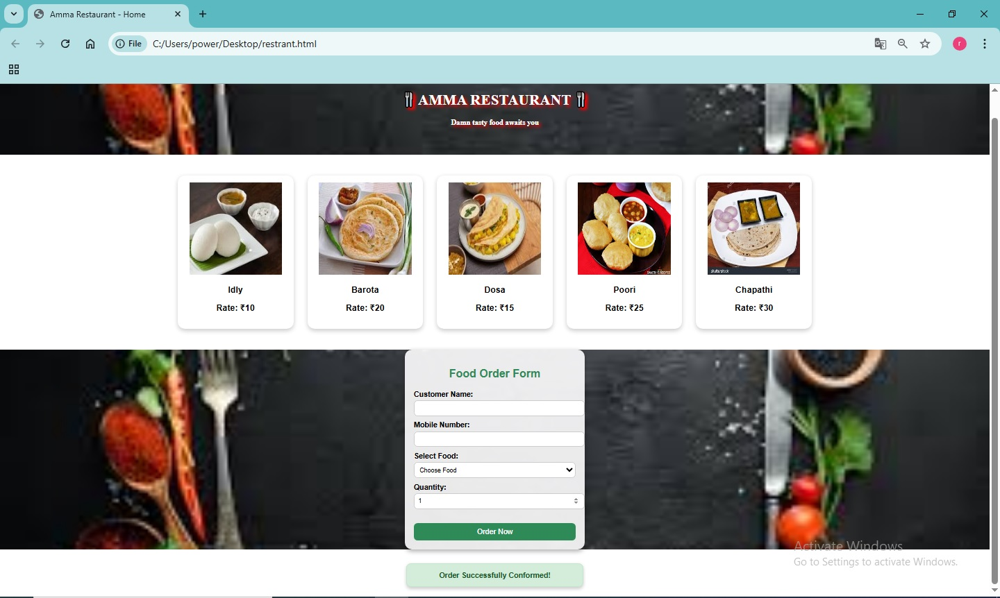 Amma Restaurant - Home
File
C:/Users/power/Desktop/restrant.html
r
AMMA RESTAURANT
Damn tasty food awaits you
Idly
Rate: ₹10
Barota
Rate: ₹20
Dosa
Rate: ₹15
Poori
Rate: ₹25
shutterstock
Chapathi
Rate: ₹30
Food Order Form
Customer Name:
Mobile Number:
Select Food:
Choose Food
Quantity:
1
Order Now
Order Successfully Conformed!
Activate Windows
Go to Settings to activate Windows.